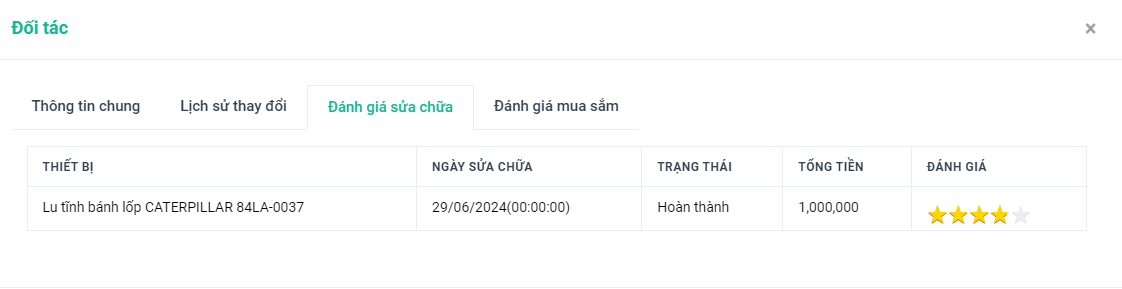 Đối tác
×
Thông tin chung Lịch sử thay đổi Đánh giá sửa chữa Đánh giá mua sắm
THIẾT BỊ NGÀY SỬA CHỮA TRẠNG THÁI TỔNG TIỀN ĐÁNH GIÁ
Lu tĩnh bánh lốp CATERPILLAR 84LA-0037 29/06/2024(00:00:00) Hoàn thành 1,000,000